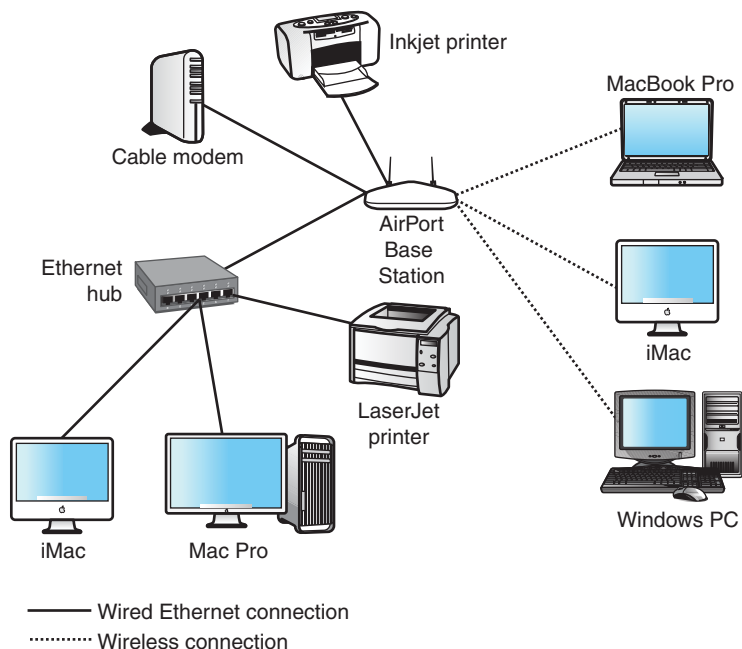 Inkjet printer
MacBook Pro
Cable modem
AirPort
Base
Station
Ethernet
hub
iMac
LaserJet
printer
Windows PC
iMac
Mac Pro
Wired Ethernet connection
Wireless connection